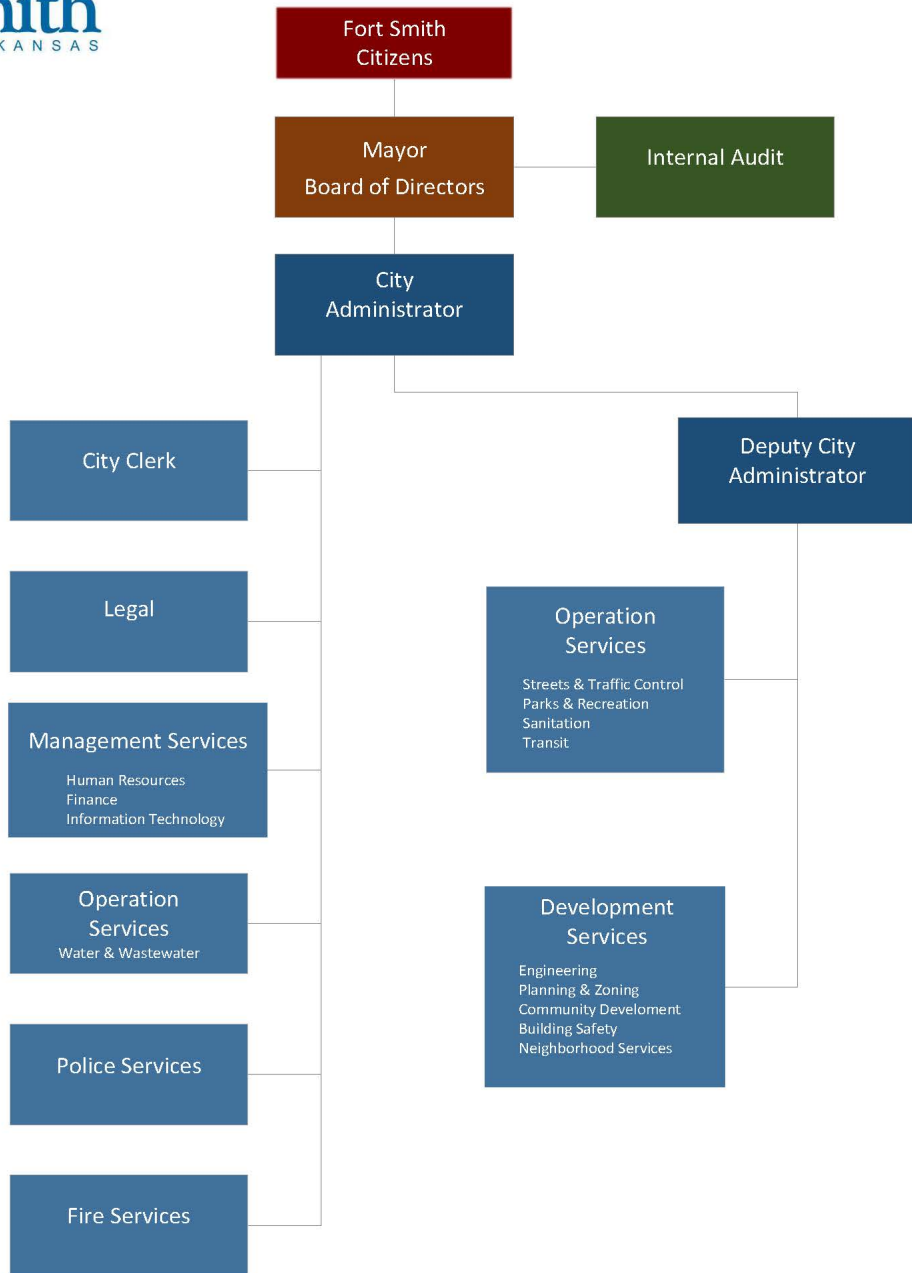 Fort Smith
Citizens
Mayor
Board of Directors
Internal Audit
City
Administrator
City Clerk
Deputy City
Administrator
Legal
Operation
Services
Streets & Traffic Control
Parks & Recreation
Sanitation
Transit
Management Services
Human Resources
Finance
Information Technology
Operation
Services
Water & Wastewater
Development
Services
Engineering
Planning & Zoning
Community Develoment
Building Safety
Neighborhood Services
Police Services
Fire Services